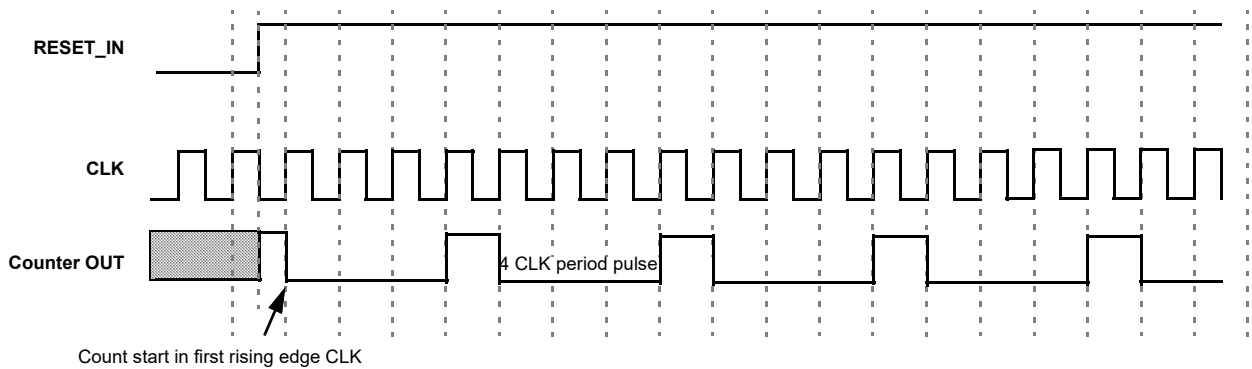 RESET_IN
CLK
Counter OUT
4 CLK period pulse
Count start in first rising edge CLK